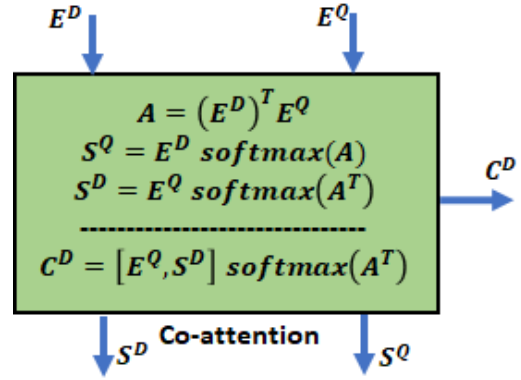 E^D E^Q
A = (E^D)^T E^Q
S^Q = E^D softmax(A)
S^D = E^Q softmax(A^T)
C^D
--------------------------------
C^D = [E^Q, S^D] softmax(A^T)
S^D Co-attention S^Q